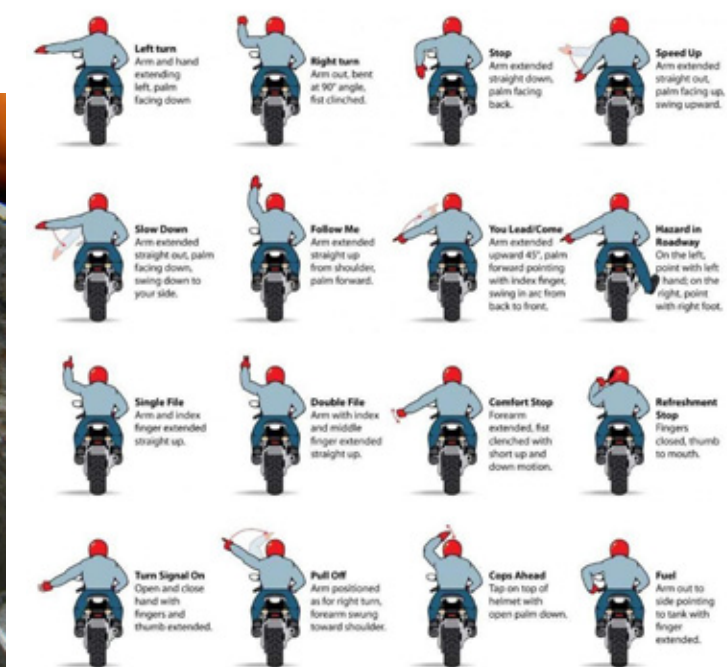 Left turn
Arm and hand
extending
left, palm
facing down
Right turn
Arm out, bent
at 90° angle,
fist clinched.
Stop
Arm extended
straight down,
palm facing
back.
Speed Up
Arm extended
straight out,
palm facing up,
swing upward.
Slow Down
Arm extended
straight out, palm
facing down,
swing down to
your side.
Follow Me
Arm extended
straight up
from shoulder,
palm forward.
You Lead/Come
Arm extended
upward 45°, palm
forward pointing
with index finger,
swing in arc from
back to front.
Hazard in
Roadway
On the left,
point with left
hand; on the
right, point
with right foot.
Single File
Arm and index
finger extended
straight up.
Double File
Arm with index
and middle
finger extended
straight up.
Comfort Stop
Forearm
extended, fist
clenched with
short up and
down motion.
Refreshment
Stop
Fingers
closed, thumb
to mouth.
Turn Signal On
Open and close
hand with
fingers and
thumb extended.
Pull Off
Arm positioned
as for right turn,
forearm swung
toward shoulder.
Cops Ahead
Tap on top of
helmet with
open palm down.
Fuel
Arm out to
side pointing
to tank with
finger
extended.